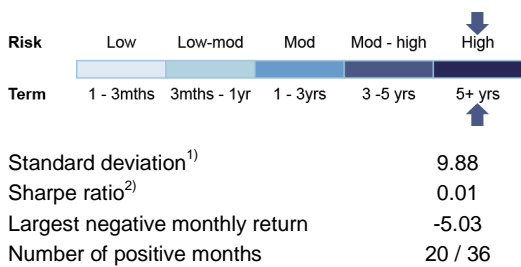 Risk Low Low-mod Mod Mod - high High
Term 1 - 3mths 3mths - 1yr 1 - 3yrs 3 -5 yrs 5+ yrs
Standard deviation1) 9.88
Sharpe ratio2) 0.01
Largest negative monthly return -5.03
Number of positive months 20 / 36